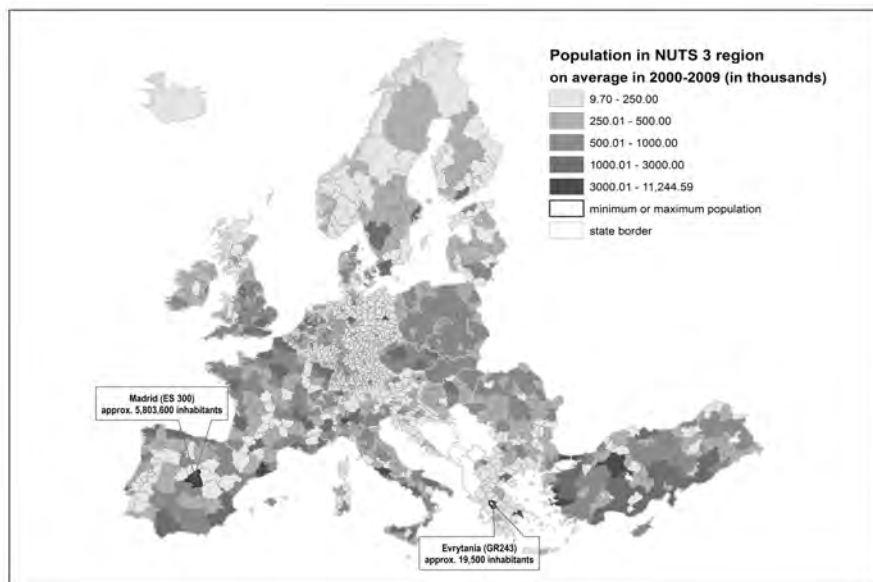 Population in NUTS 3 region
on average in 2000-2009 (in thousands)
9.70 - 250.00
250.01 - 500.00
500.01 - 1000.00
1000.01 - 3000.00
3000.01 - 11,244.59
minimum or maximum population
state border
Madrid (ES 300)
approx. 5,803,600 inhabitants
Evrytania (GR243)
approx. 19,500 inhabitants